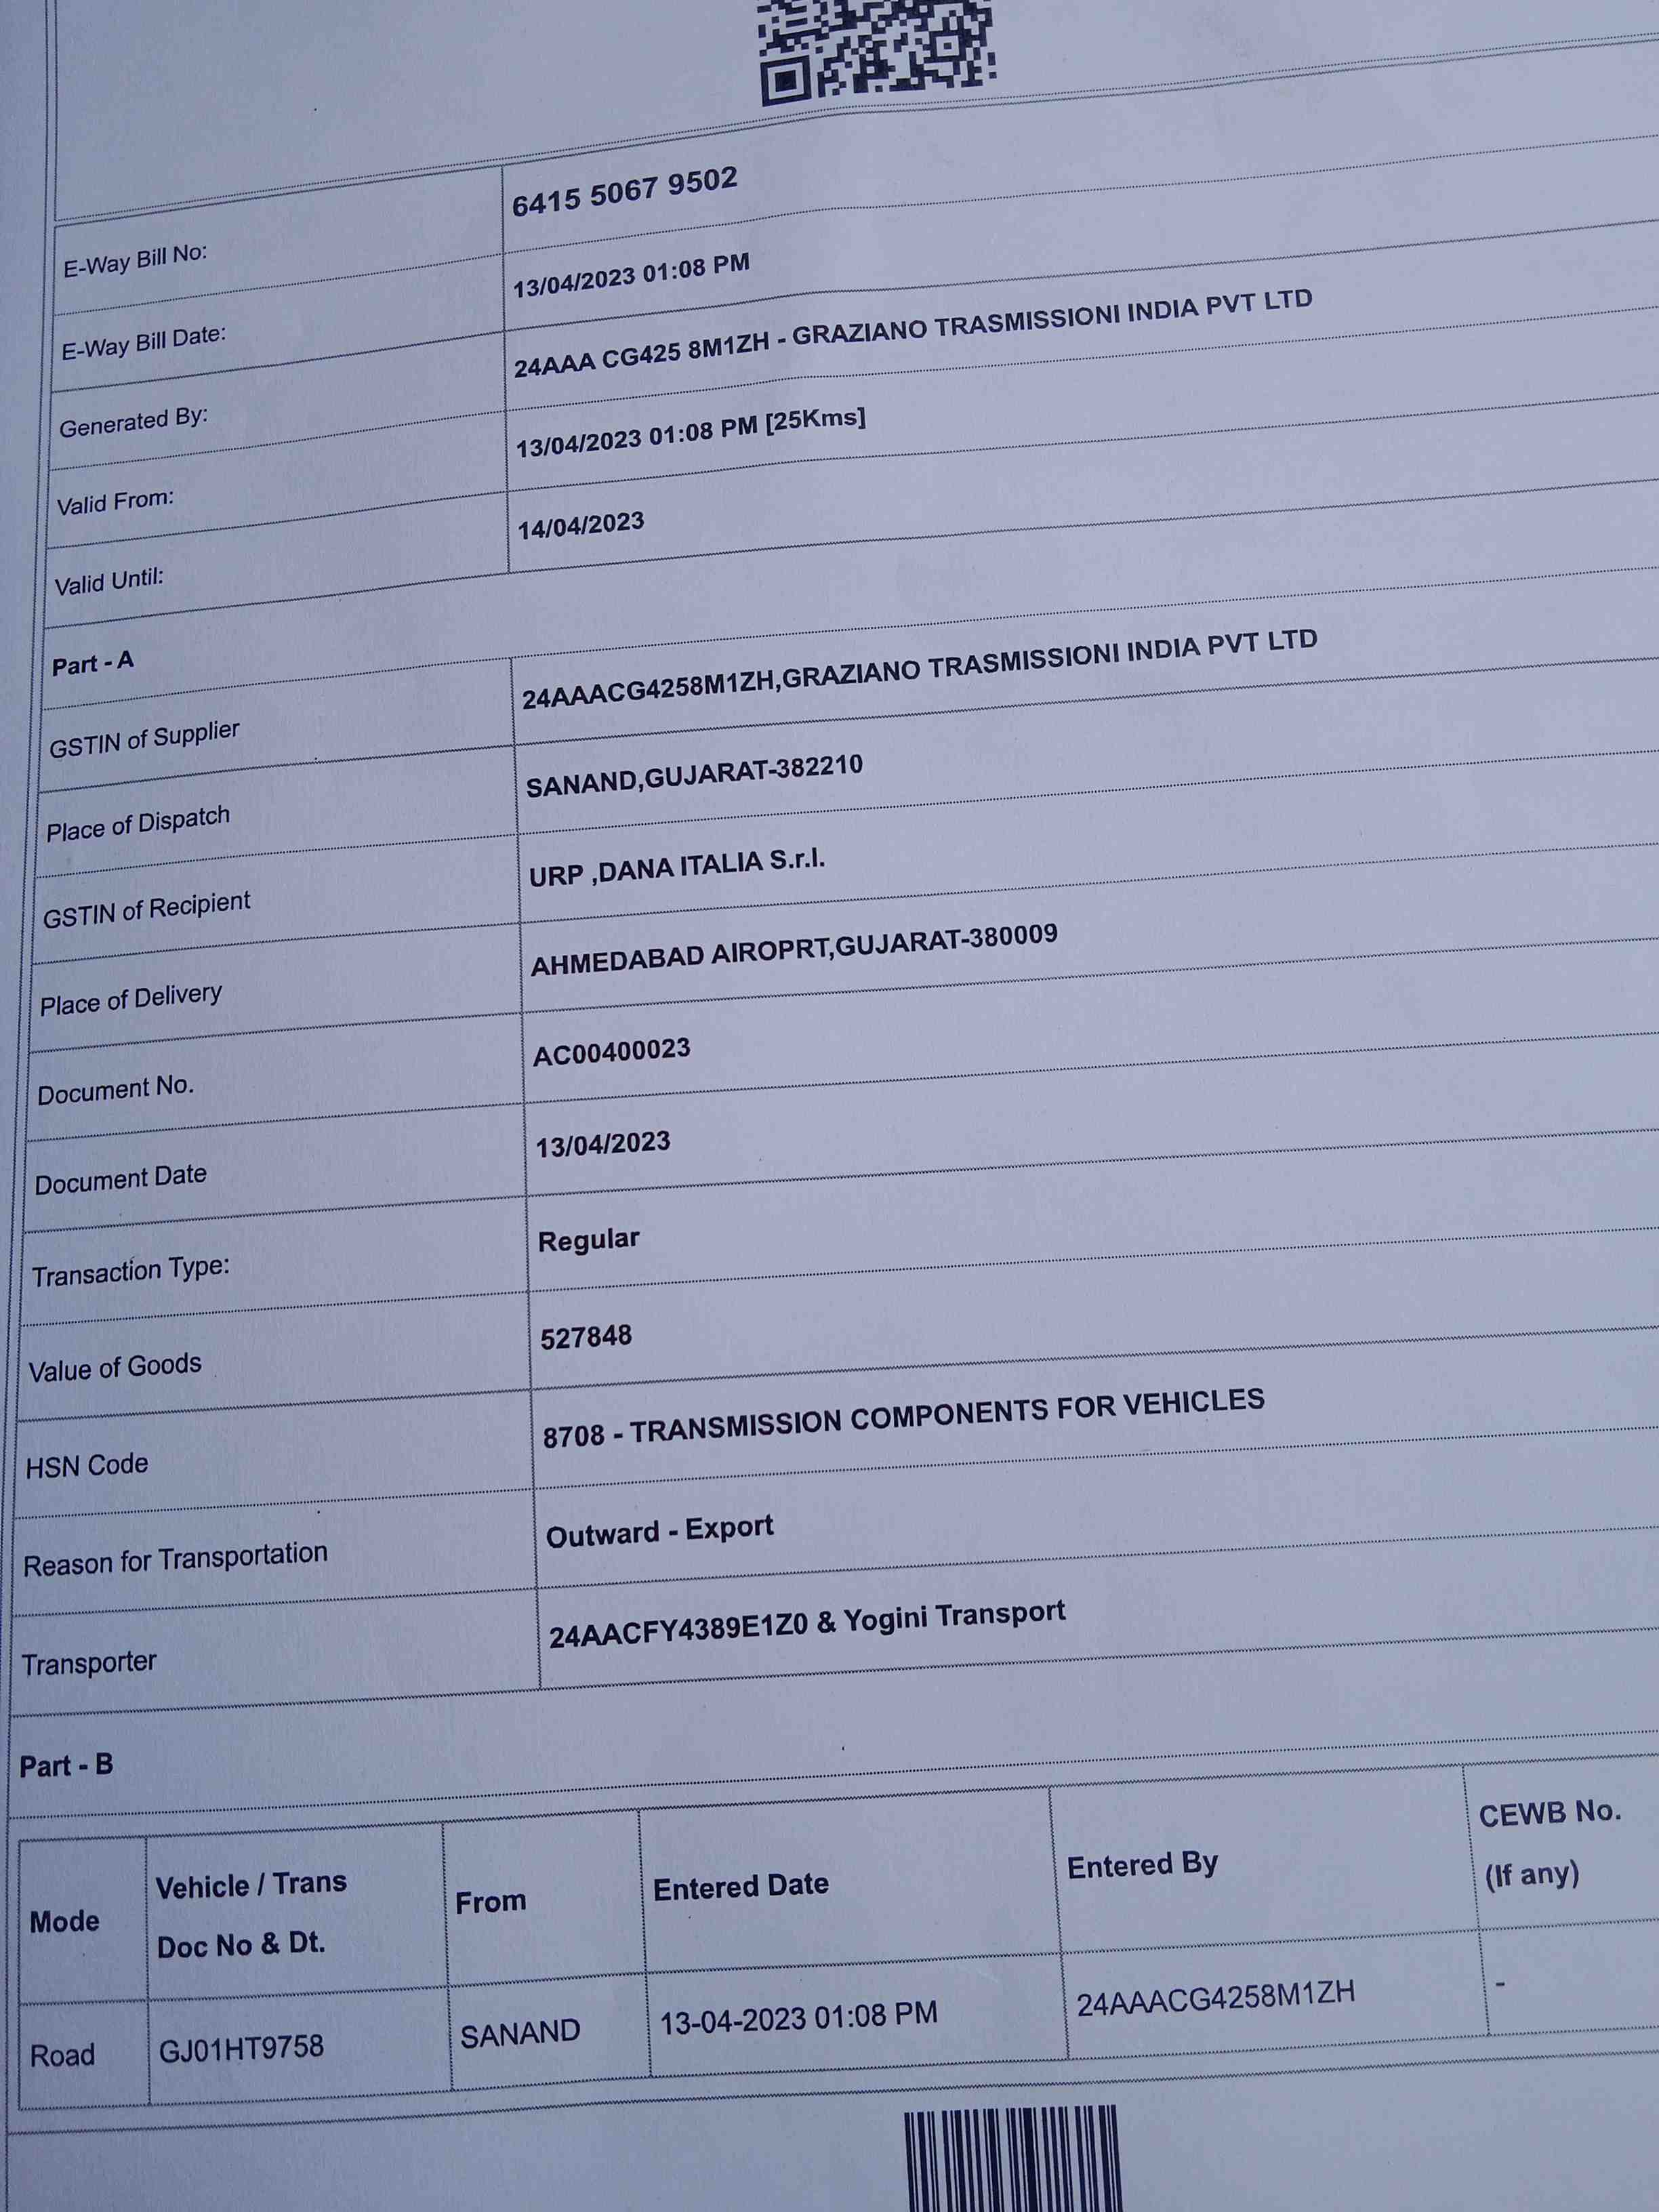 E-Way Bill No: 6415 5067 9502
E-Way Bill Date: 13/04/2023 01:08 PM
Generated By: 24AAA CG425 8M1ZH - GRAZIANO TRASMISSIONI INDIA PVT LTD
Valid From: 13/04/2023 01:08 PM [25Kms]
Valid Until: 14/04/2023
Part - A
GSTIN of Supplier 24AAACG4258M1ZH,GRAZIANO TRASMISSIONI INDIA PVT LTD
Place of Dispatch SANAND,GUJARAT-382210
GSTIN of Recipient URP ,DANA ITALIA S.r.l.
Place of Delivery AHMEDABAD AIROPRT,GUJARAT-380009
Document No. AC00400023
Document Date 13/04/2023
Transaction Type: Regular
Value of Goods 527848
HSN Code 8708 - TRANSMISSION COMPONENTS FOR VEHICLES
Reason for Transportation Outward - Export
Transporter 24AACFY4389E1Z0 & Yogini Transport
Part - B
Mode Vehicle / Trans Doc No & Dt. From Entered Date Entered By CEWB No. (If any)
Road GJ01HT9758 SANAND 13-04-2023 01:08 PM 24AAACG4258M1ZH -